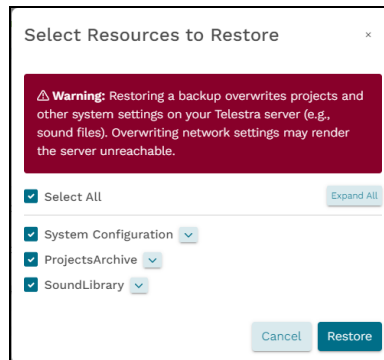 Select Resources to Restore ×
⚠ Warning: Restoring a backup overwrites projects and
other system settings on your Telestra server (e.g.,
sound files). Overwriting network settings may render
the server unreachable.
Select All Expand All
System Configuration
ProjectsArchive
SoundLibrary
Cancel Restore